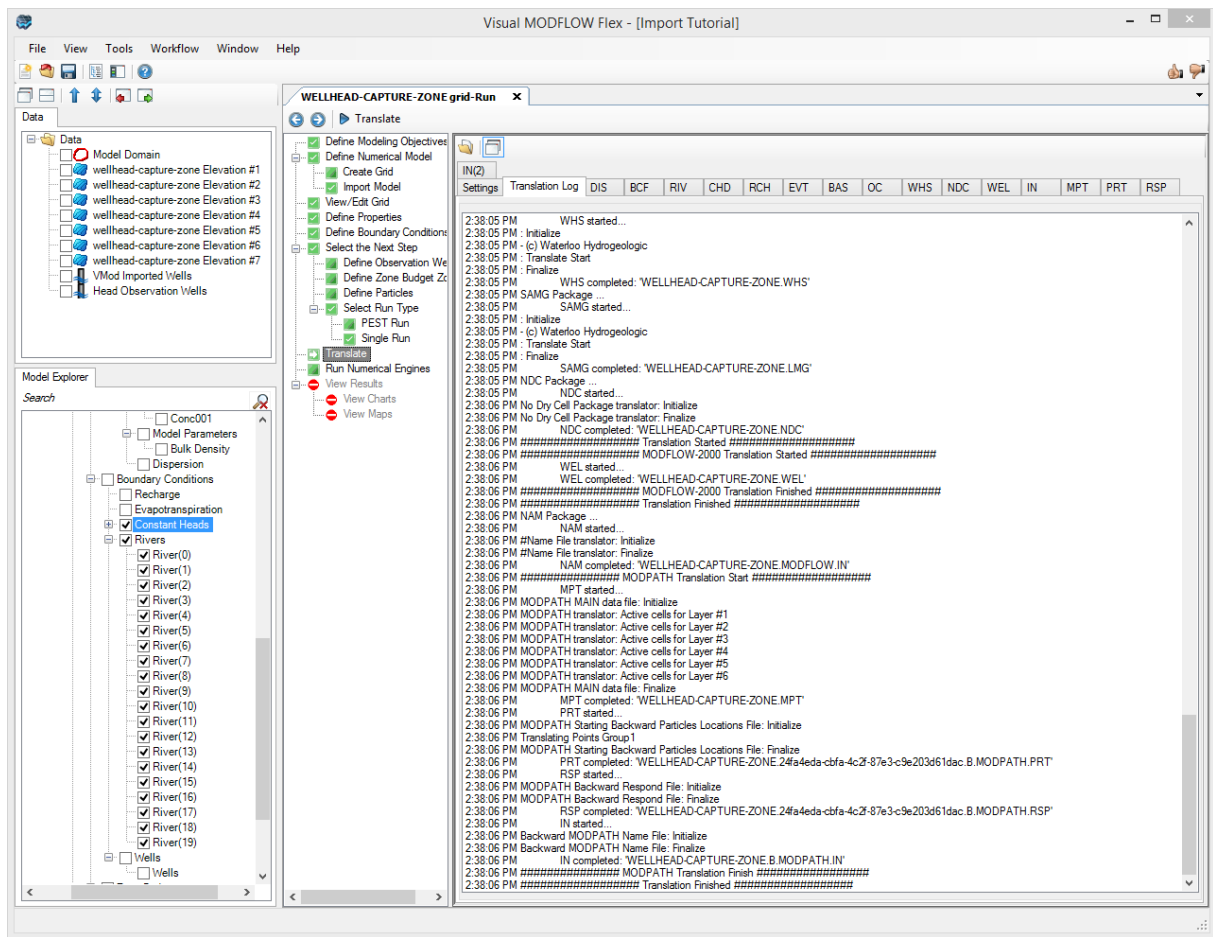 Visual MODFLOW Flex - [Import Tutorial]
File View Tools Workflow Window Help
Data
Data
Model Domain
wellhead-capture-zone Elevation #1
wellhead-capture-zone Elevation #2
wellhead-capture-zone Elevation #3
wellhead-capture-zone Elevation #4
wellhead-capture-zone Elevation #5
wellhead-capture-zone Elevation #6
wellhead-capture-zone Elevation #7
VMod Imported Wells
Head Observation Wells
Model Explorer
Search
Conc001
Model Parameters
Bulk Density
Dispersion
Boundary Conditions
Recharge
Evapotranspiration
Constant Heads
Rivers
River(0)
River(1)
River(2)
River(3)
River(4)
River(5)
River(6)
River(7)
River(8)
River(9)
River(10)
River(11)
River(12)
River(13)
River(14)
River(15)
River(16)
River(17)
River(18)
River(19)
Wells
Wells
WELLHEAD-CAPTURE-ZONE grid-Run X
Translate
Define Modeling Objectives
Define Numerical Model
Create Grid
Import Model
View/Edit Grid
Define Properties
Define Boundary Conditions
Select the Next Step
Define Observation We
Define Zone Budget Zo
Define Particles
Select Run Type
PEST Run
Single Run
Translate
Run Numerical Engines
View Results
View Charts
View Maps
IN(2)
Settings Translation Log DIS BCF RIV CHD RCH EVT BAS OC WHS NDC WEL IN MPT PRT RSP
2:38:05 PM WHS started...
2:38:05 PM : Initialize
2:38:05 PM - (c) Waterloo Hydrogeologic
2:38:05 PM : Translate Start
2:38:05 PM : Finalize
2:38:05 PM WHS completed: 'WELLHEAD-CAPTURE-ZONE.WHS'
2:38:05 PM SAMG Package ...
2:38:05 PM SAMG started...
2:38:05 PM : Initialize
2:38:05 PM - (c) Waterloo Hydrogeologic
2:38:05 PM : Translate Start
2:38:05 PM : Finalize
2:38:05 PM SAMG completed: 'WELLHEAD-CAPTURE-ZONE.LMG'
2:38:05 PM NDC Package ...
2:38:05 PM NDC started...
2:38:06 PM No Dry Cell Package translator: Initialize
2:38:06 PM No Dry Cell Package translator: Finalize
2:38:06 PM NDC completed: 'WELLHEAD-CAPTURE-ZONE.NDC'
2:38:06 PM ################### Translation Started ####################
2:38:06 PM ################### MODFLOW-2000 Translation Started ####################
2:38:06 PM WEL started...
2:38:06 PM WEL completed: 'WELLHEAD-CAPTURE-ZONE.WEL'
2:38:06 PM ################### MODFLOW-2000 Translation Finished ####################
2:38:06 PM ################### Translation Finished ####################
2:38:06 PM NAM Package ...
2:38:06 PM NAM started...
2:38:06 PM #Name File translator: Initialize
2:38:06 PM #Name File translator: Finalize
2:38:06 PM NAM completed: 'WELLHEAD-CAPTURE-ZONE.MODFLOW.IN'
2:38:06 PM ################ MODPATH Translation Start ###################
2:38:06 PM MPT started...
2:38:06 PM MODPATH MAIN data file: Initialize
2:38:06 PM MODPATH translator: Active cells for Layer #1
2:38:06 PM MODPATH translator: Active cells for Layer #2
2:38:06 PM MODPATH translator: Active cells for Layer #3
2:38:06 PM MODPATH translator: Active cells for Layer #4
2:38:06 PM MODPATH translator: Active cells for Layer #5
2:38:06 PM MODPATH translator: Active cells for Layer #6
2:38:06 PM MODPATH MAIN data file: Finalize
2:38:06 PM MPT completed: 'WELLHEAD-CAPTURE-ZONE.MPT'
2:38:06 PM PRT started...
2:38:06 PM MODPATH Starting Backward Particles Locations File: Initialize
2:38:06 PM Translating Points Group1
2:38:06 PM MODPATH Starting Backward Particles Locations File: Finalize
2:38:06 PM PRT completed: 'WELLHEAD-CAPTURE-ZONE.24fa4eda-cbfa-4c2f-87e3-c9e203d61dac.B.MODPATH.PRT'
2:38:06 PM RSP started...
2:38:06 PM MODPATH Backward Respond File: Initialize
2:38:06 PM MODPATH Backward Respond File: Finalize
2:38:06 PM RSP completed: 'WELLHEAD-CAPTURE-ZONE.24fa4eda-cbfa-4c2f-87e3-c9e203d61dac.B.MODPATH.RSP'
2:38:06 PM IN started...
2:38:06 PM Backward MODPATH Name File: Initialize
2:38:06 PM Backward MODPATH Name File: Finalize
2:38:06 PM IN completed: 'WELLHEAD-CAPTURE-ZONE.B.MODPATH.IN'
2:38:06 PM ################### MODPATH Translation Finish ##################
2:38:06 PM ################### Translation Finished ###################